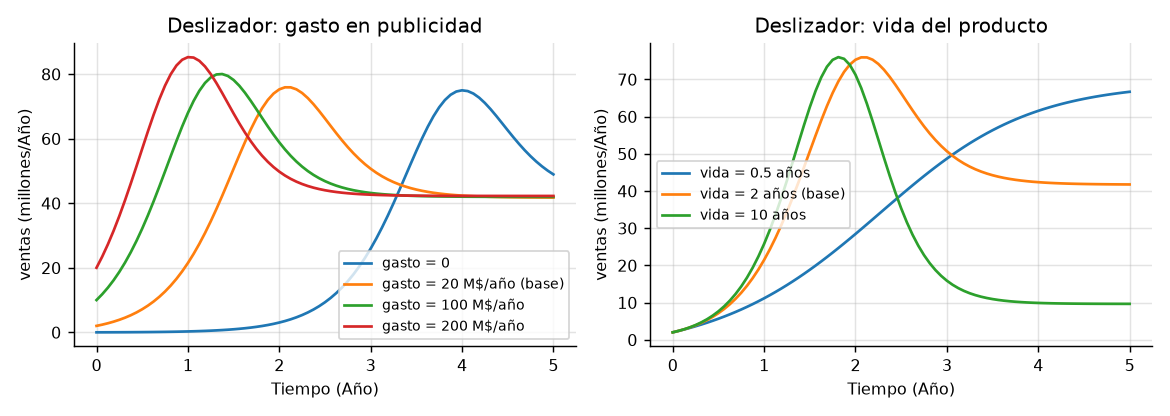 Deslizador: gasto en publicidad
ventas (millones/Año)
80
60
40
20
0
gasto = 0
gasto = 20 M$/año (base)
gasto = 100 M$/año
gasto = 200 M$/año
0 1 2 3 4 5
Tiempo (Año)
Deslizador: vida del producto
ventas (millones/Año)
70
60
50
40
30
20
10
0
vida = 0.5 años
vida = 2 años (base)
vida = 10 años
0 1 2 3 4 5
Tiempo (Año)